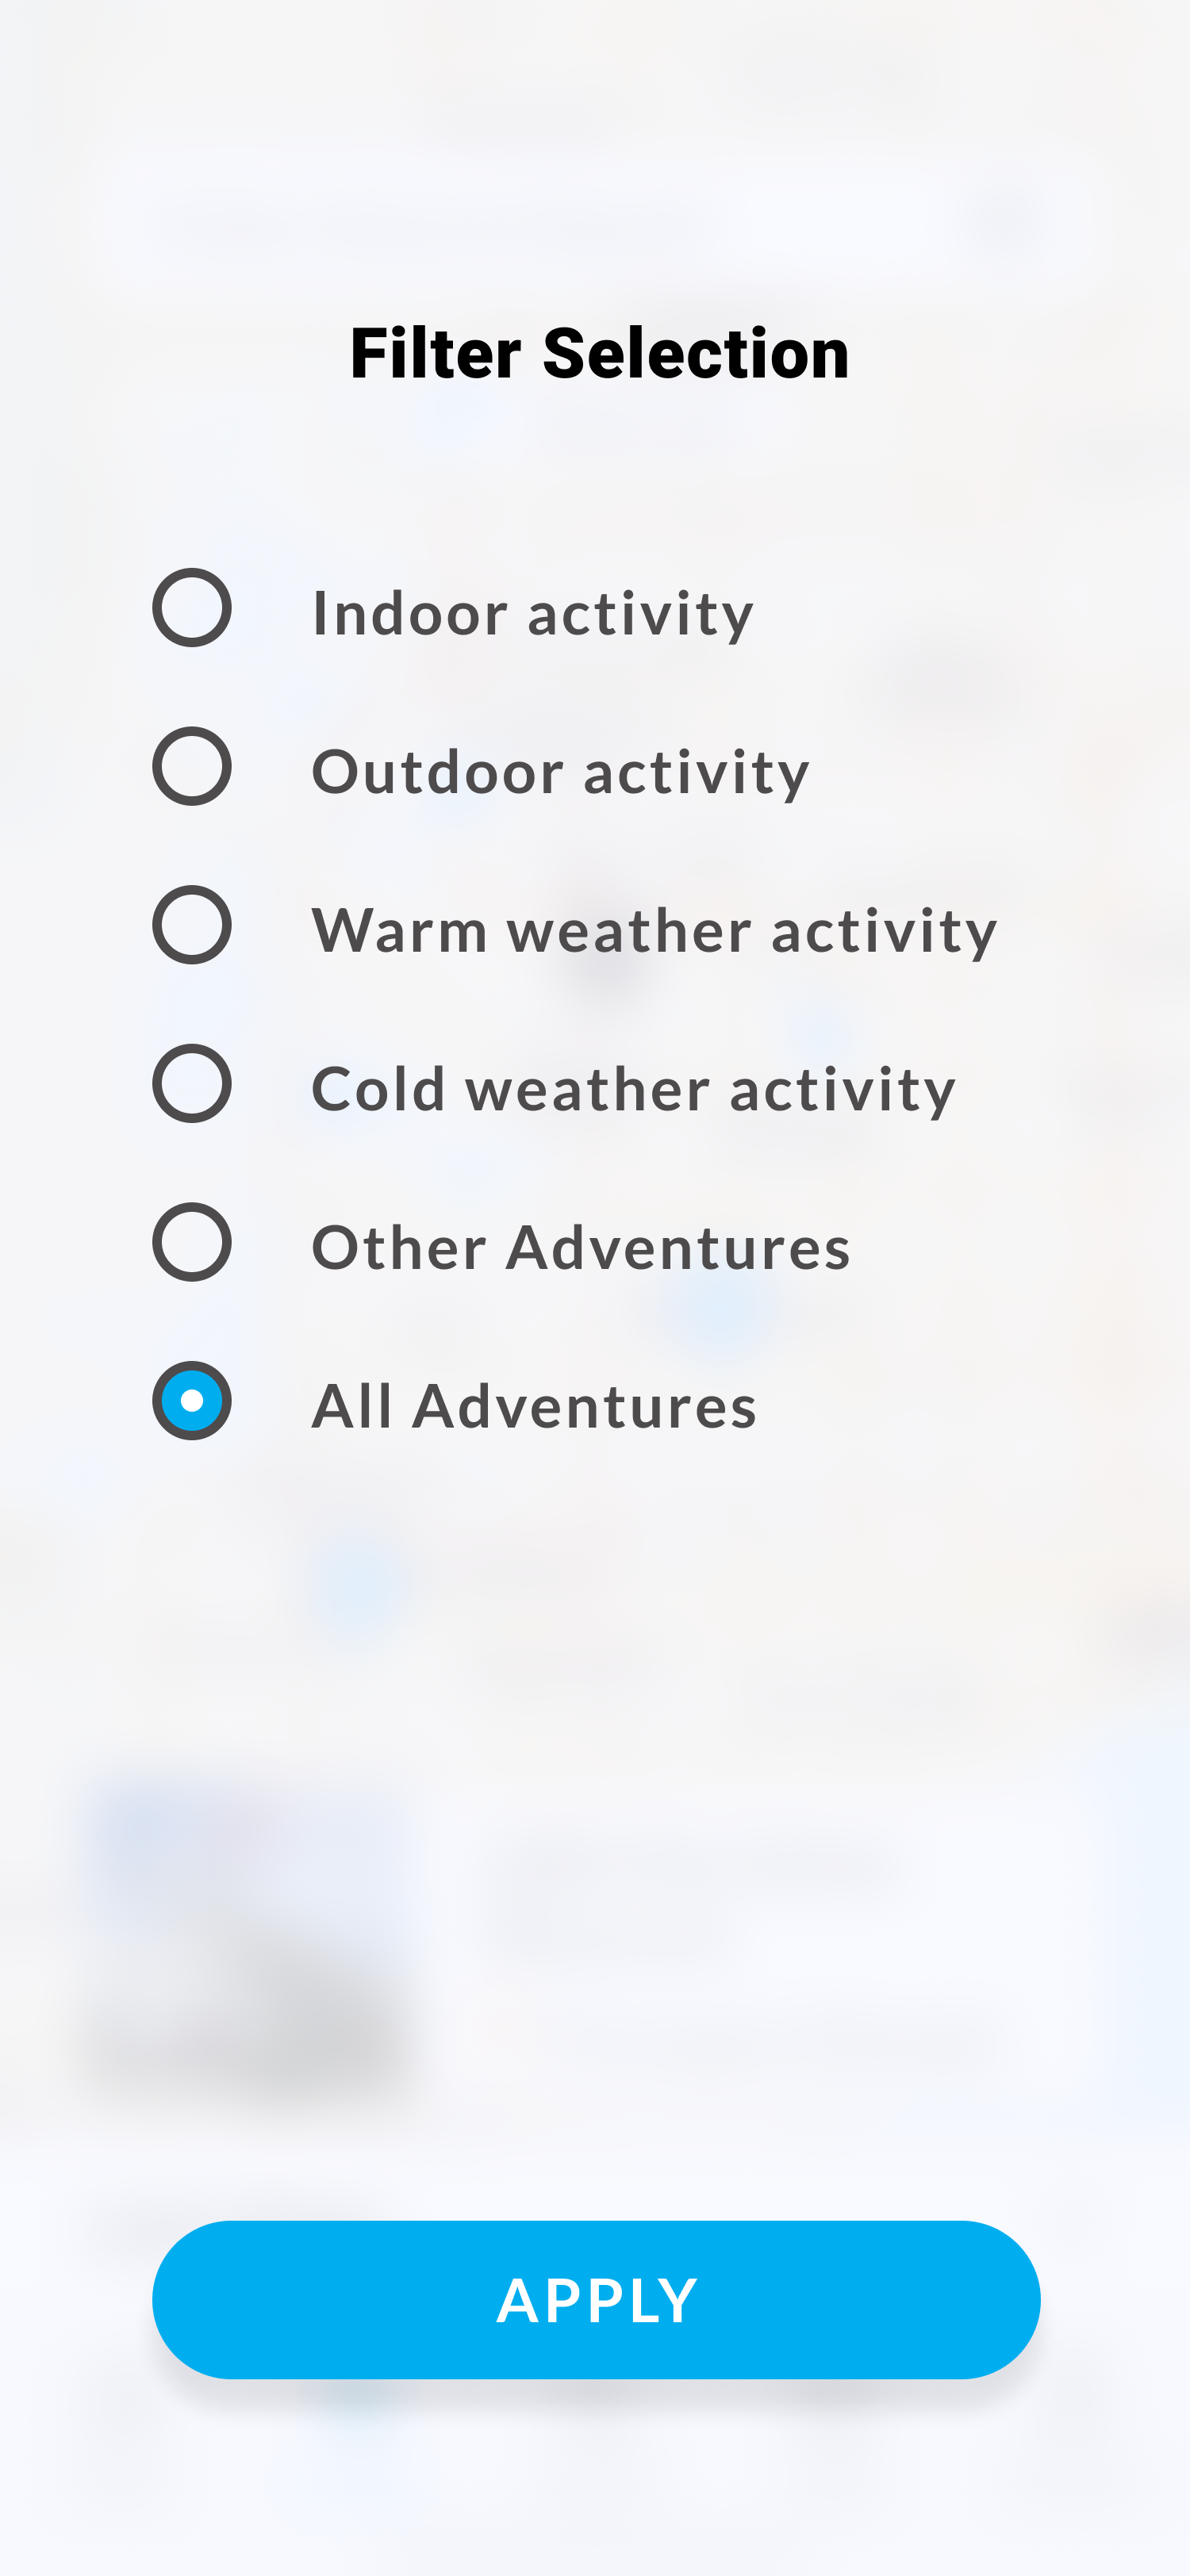 Filter Selection
Indoor activity
Outdoor activity
Warm weather activity
Cold weather activity
Other Adventures
All Adventures
APPLY